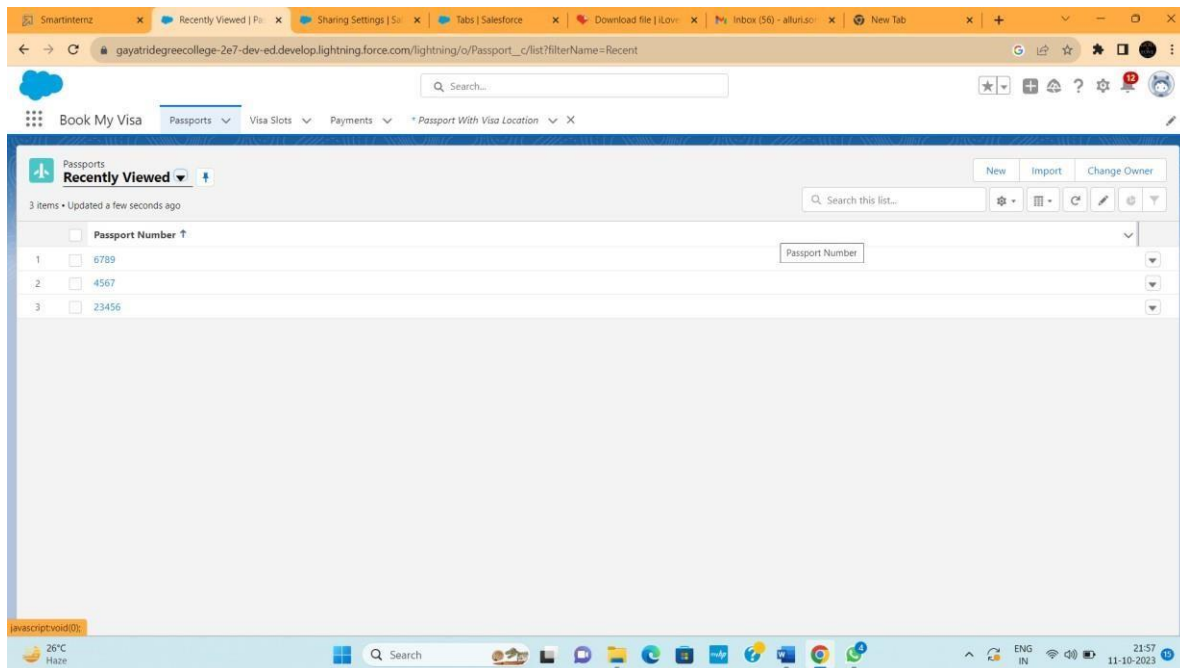 Smartinternz
Recently Viewed | Pa
Sharing Settings | Sa
Tabs | Salesforce
Download file | iLove
Inbox (56) - alluri.so
New Tab
gayatridegreecollege-2e7-dev-ed.develop.lightning.force.com/lightning/o/Passport__c/list?filterName=Recent
Search...
12
Book My Visa Passports Visa Slots Payments * Passport With Visa Location
Passports
Recently Viewed
New Import Change Owner
3 items • Updated a few seconds ago
Search this list...
Passport Number ↑
Passport Number
1 6789
2 4567
3 23456
javascript:void(0);
26°C
Haze
Search
4
ENG
IN
21:57
11-10-2023
15